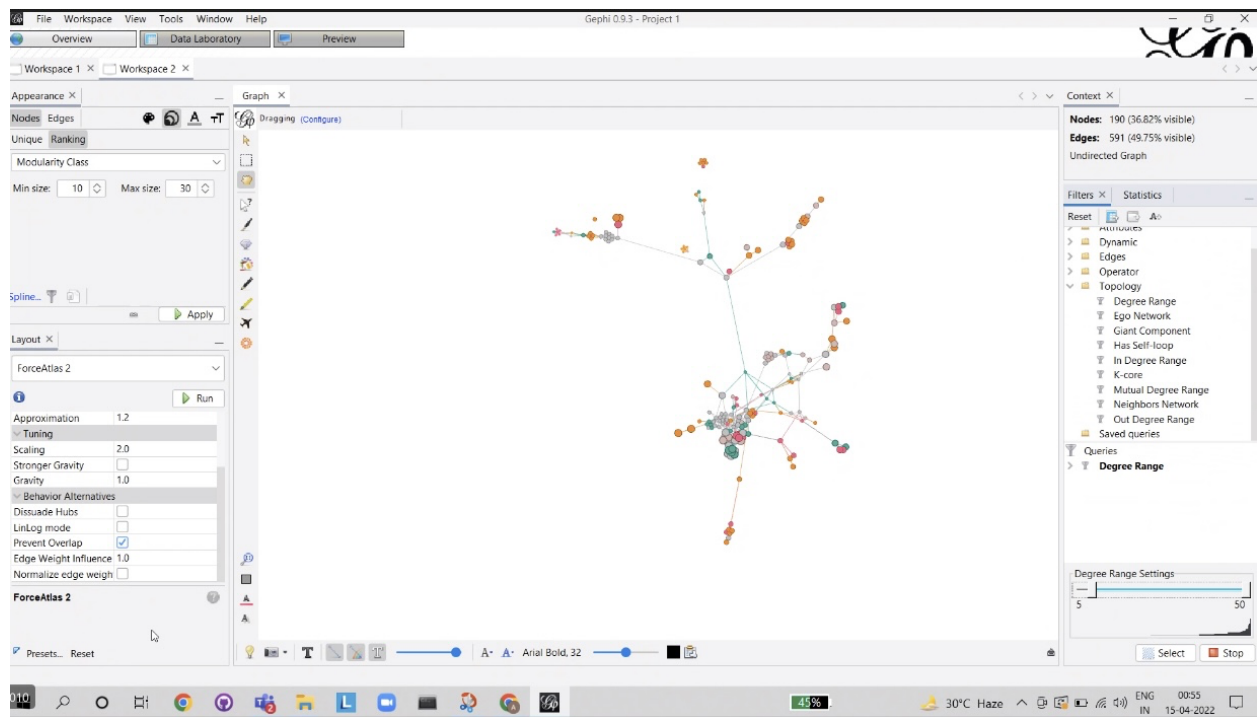 File Workspace View Tools Window Help
Gephi 0.9.3 - Project 1
Overview
Data Laboratory
Preview
Workspace 1
Workspace 2
Appearance
Nodes Edges
Unique Ranking
Modularity Class
Min size: 10 Max size: 30
Spline...
Apply
Layout
ForceAtlas 2
Run
Approximation 1.2
Tuning
Scaling 2.0
Stronger Gravity
Gravity 1.0
Behavior Alternatives
Dissuade Hubs
LinLog mode
Prevent Overlap
Edge Weight Influence 1.0
Normalize edge weigh
ForceAtlas 2
Presets... Reset
Graph
Dragging (Configure)
Arial Bold, 32
Context
Nodes: 190 (36.82% visible)
Edges: 591 (49.75% visible)
Undirected Graph
Filters Statistics
Reset
Attributes
Dynamic
Edges
Operator
Topology
Degree Range
Ego Network
Giant Component
Has Self-loop
In Degree Range
K-core
Mutual Degree Range
Neighbors Network
Out Degree Range
Saved queries
Queries
Degree Range
Degree Range Settings
5 50
Select Stop
45%
30°C Haze
ENG
IN
00:55
15-04-2022